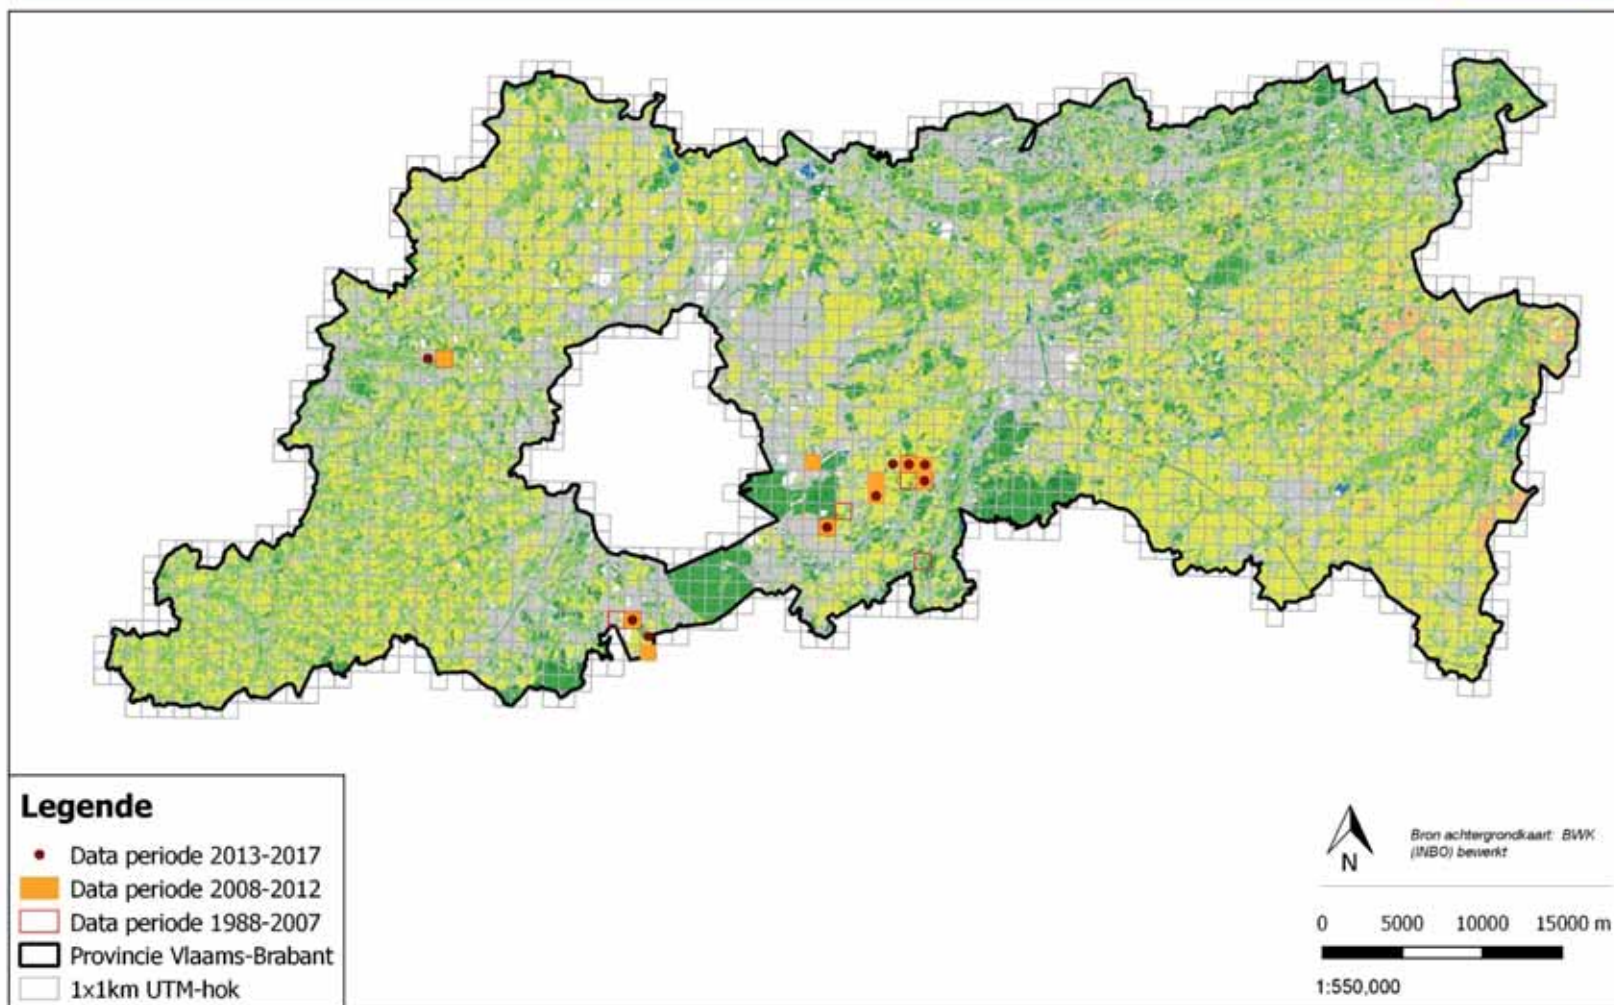 Legende
Data periode 2013-2017
Data periode 2008-2012
Data periode 1988-2007
Provincie Vlaams-Brabant
1x1km UTM-hok
N
Bron achtergrondkaart: BWK
(INBO) bewerkt
0 5000 10000 15000 m
1:550,000